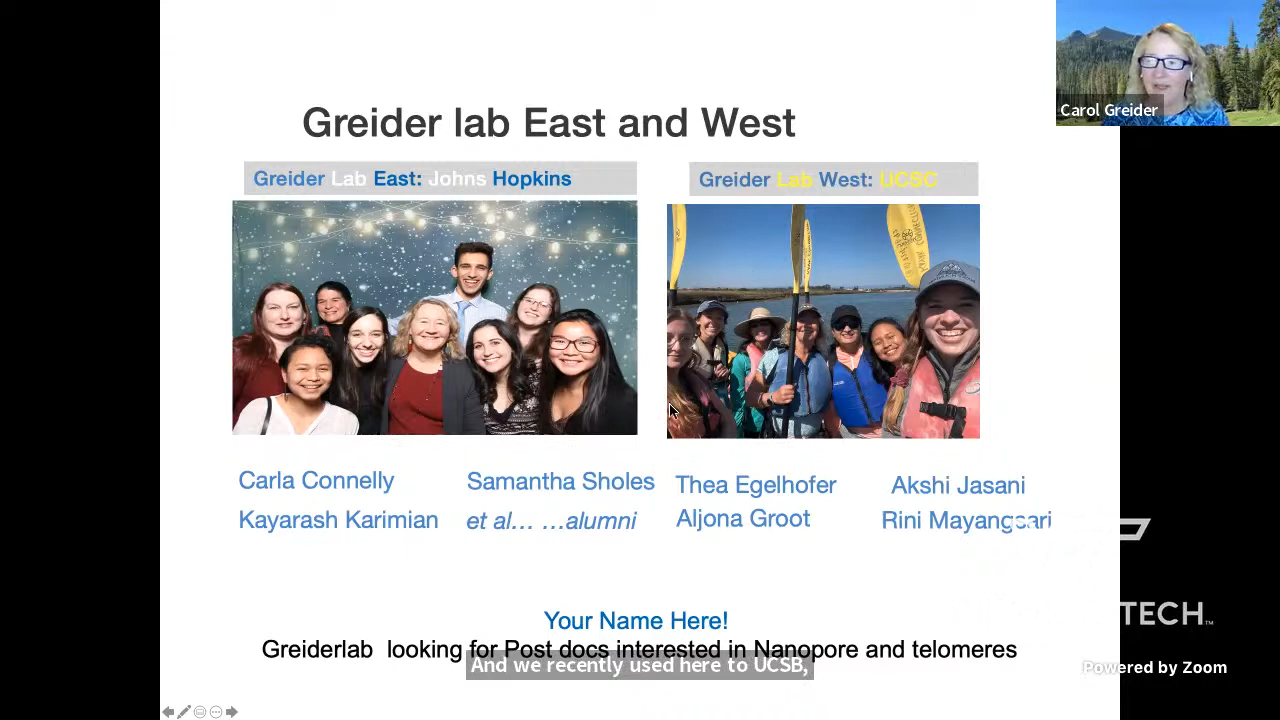 Carol Greider
Greider lab East and West
Greider Lab East: Johns Hopkins
Greider Lab West: UCSC
Carla Connelly
Samantha Sholes
Thea Egelhofer
Akshi Jasani
Kayarash Karimian
et al… …alumni
Aljona Groot
Rini Mayangsari
TECH™
Your Name Here!
Greiderlab looking for Post docs interested in Nanopore and telomeres
And we recently used here to UCSB,
Powered by Zoom